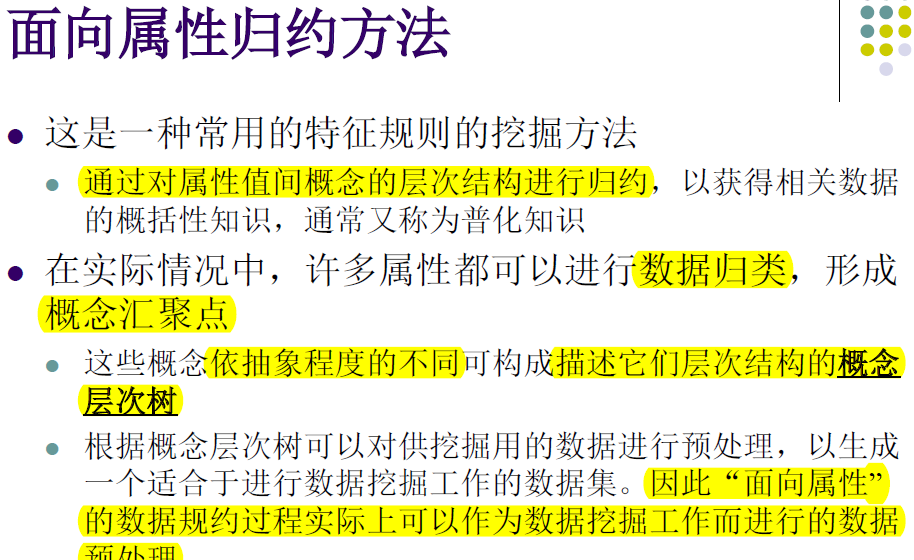 面向属性归约方法
这是一种常用的特征规则的挖掘方法
通过对属性值间概念的层次结构进行归约，以获得相关数据
的概括性知识，通常又称为普化知识
在实际情况中，许多属性都可以进行数据归类，形成
概念汇聚点
这些概念依抽象程度的不同可构成描述它们层次结构的概念
层次树
根据概念层次树可以对供挖掘用的数据进行预处理，以生成
一个适合于进行数据挖掘工作的数据集。因此“面向属性”
的数据规约过程实际上可以作为数据挖掘工作而进行的数据
预处理